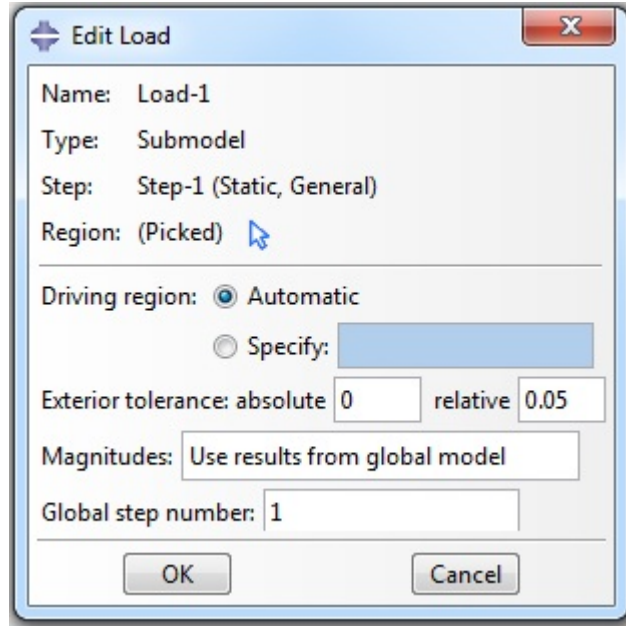 Edit Load
Name: Load-1
Type: Submodel
Step: Step-1 (Static, General)
Region: (Picked)
Driving region: Automatic
Specify:
Exterior tolerance: absolute 0 relative 0.05
Magnitudes: Use results from global model
Global step number: 1
OK Cancel